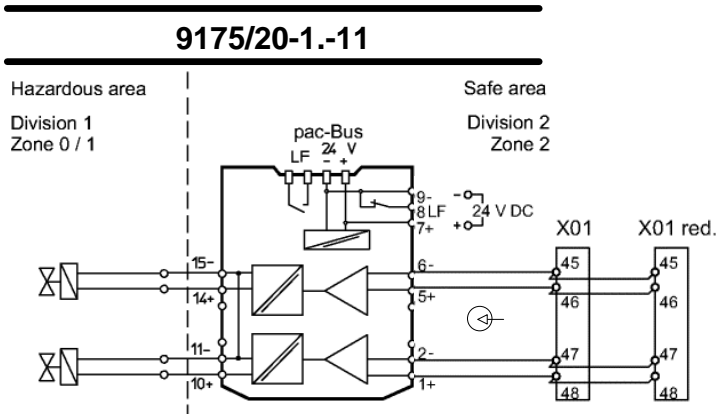 9175/20-1.-11
Hazardous area
Safe area
Division 1
Zone 0 / 1
Division 2
Zone 2
pac-Bus
LF 24 V
- +
9-
8 LF
7+
- 
24 V DC
+
X01
X01 red.
15-
14+
6-
5+
45
46
45
46
11-
10+
2-
1+
47
48
47
48